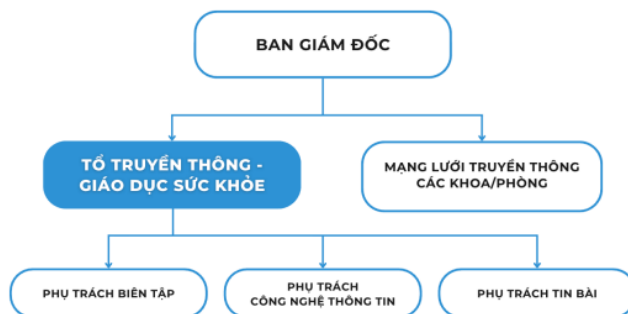 BAN GIÁM ĐỐC
TỔ TRUYỀN THÔNG -
GIÁO DỤC SỨC KHỎE
MẠNG LƯỚI TRUYỀN THÔNG
CÁC KHOA/PHÒNG
PHỤ TRÁCH BIÊN TẬP
PHỤ TRÁCH
CÔNG NGHỆ THÔNG TIN
PHỤ TRÁCH TIN BÀI